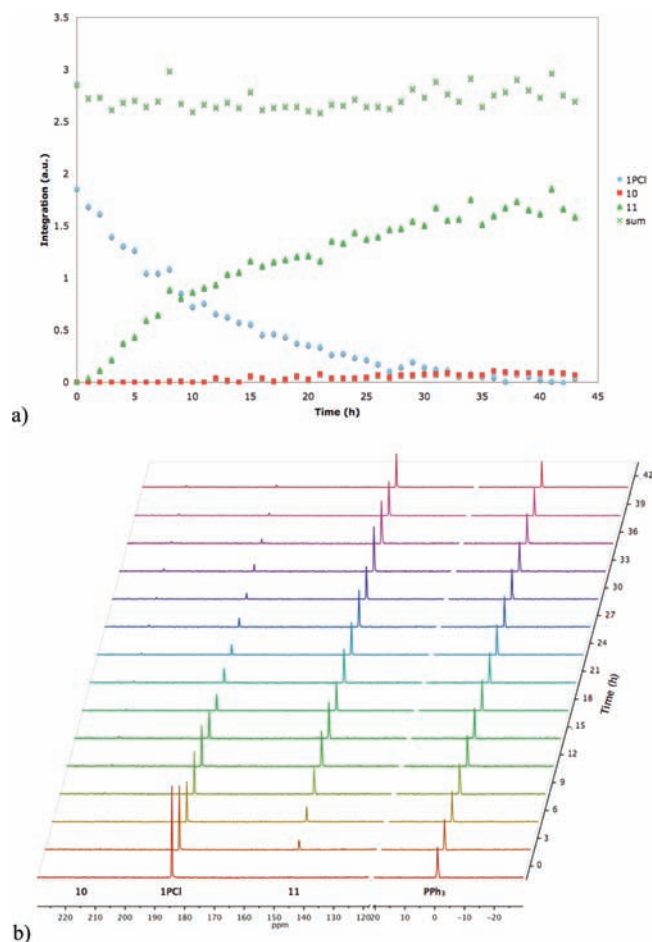 3.5
3
2.5
2
1.5
1
0.5
0
Integration (a.u.)
0 5 10 15 20 25 30 35 40 45
Time (h)
1PCl
10
11
sum
a)
42
39
36
33
30
27
24
21
18
15
12
9
6
3
0
Time (h)
10 1PCl 11 PPh₃
220 210 200 190 180 170 160 150 140 130 120 20 10 0 -10 -20
ppm
b)